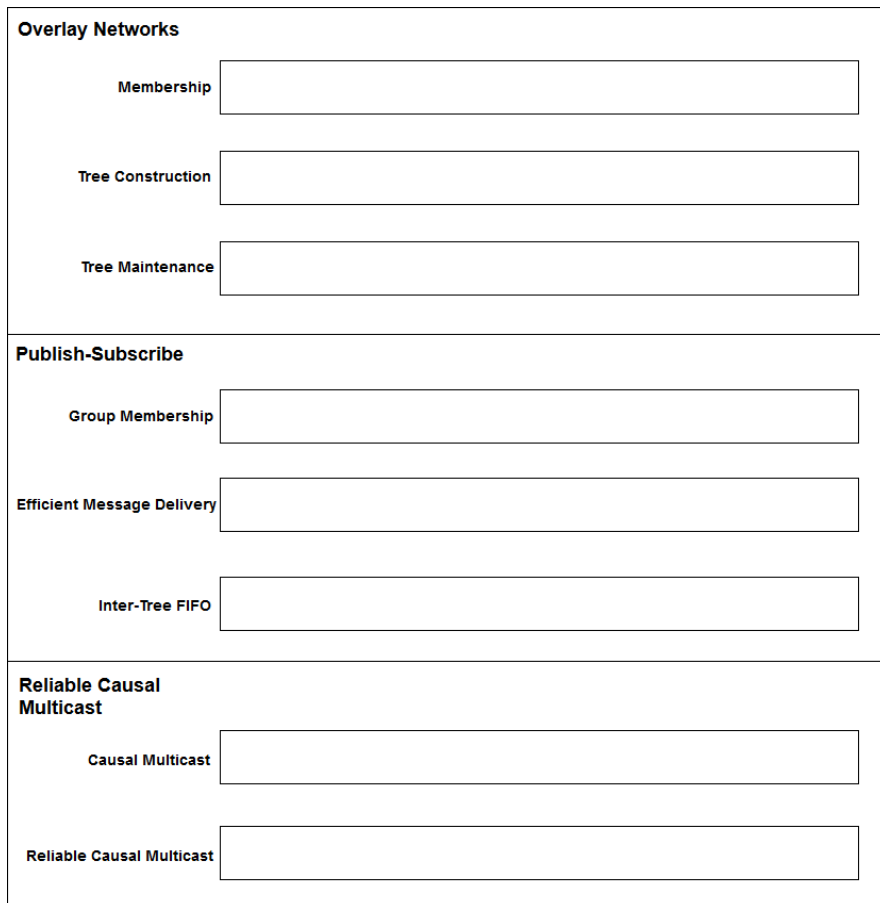 Overlay Networks
Membership
Tree Construction
Tree Maintenance
Publish-Subscribe
Group Membership
Efficient Message Delivery
Inter-Tree FIFO
Reliable Causal
Multicast
Causal Multicast
Reliable Causal Multicast